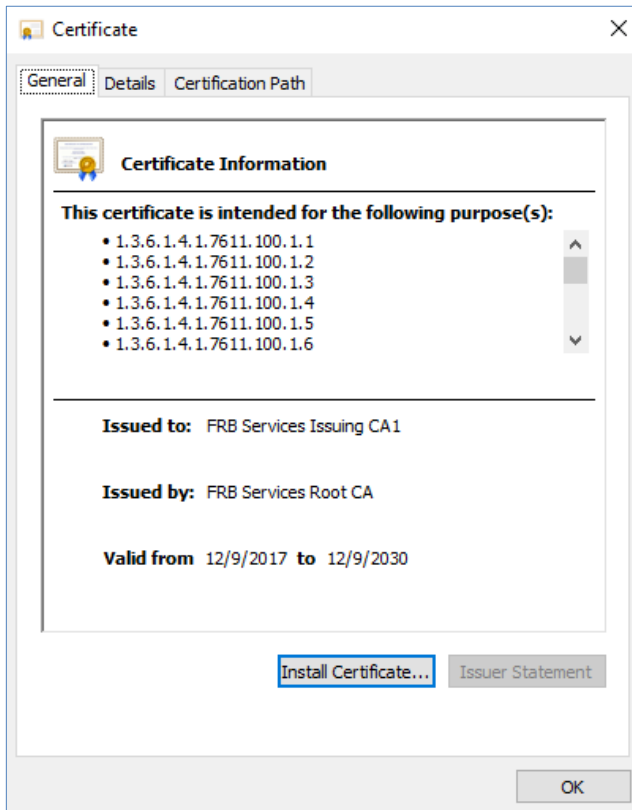 Certificate
General Details Certification Path
Certificate Information
This certificate is intended for the following purpose(s):
• 1.3.6.1.4.1.7611.100.1.1
• 1.3.6.1.4.1.7611.100.1.2
• 1.3.6.1.4.1.7611.100.1.3
• 1.3.6.1.4.1.7611.100.1.4
• 1.3.6.1.4.1.7611.100.1.5
• 1.3.6.1.4.1.7611.100.1.6
Issued to: FRB Services Issuing CA1
Issued by: FRB Services Root CA
Valid from 12/9/2017 to 12/9/2030
Install Certificate... Issuer Statement
OK